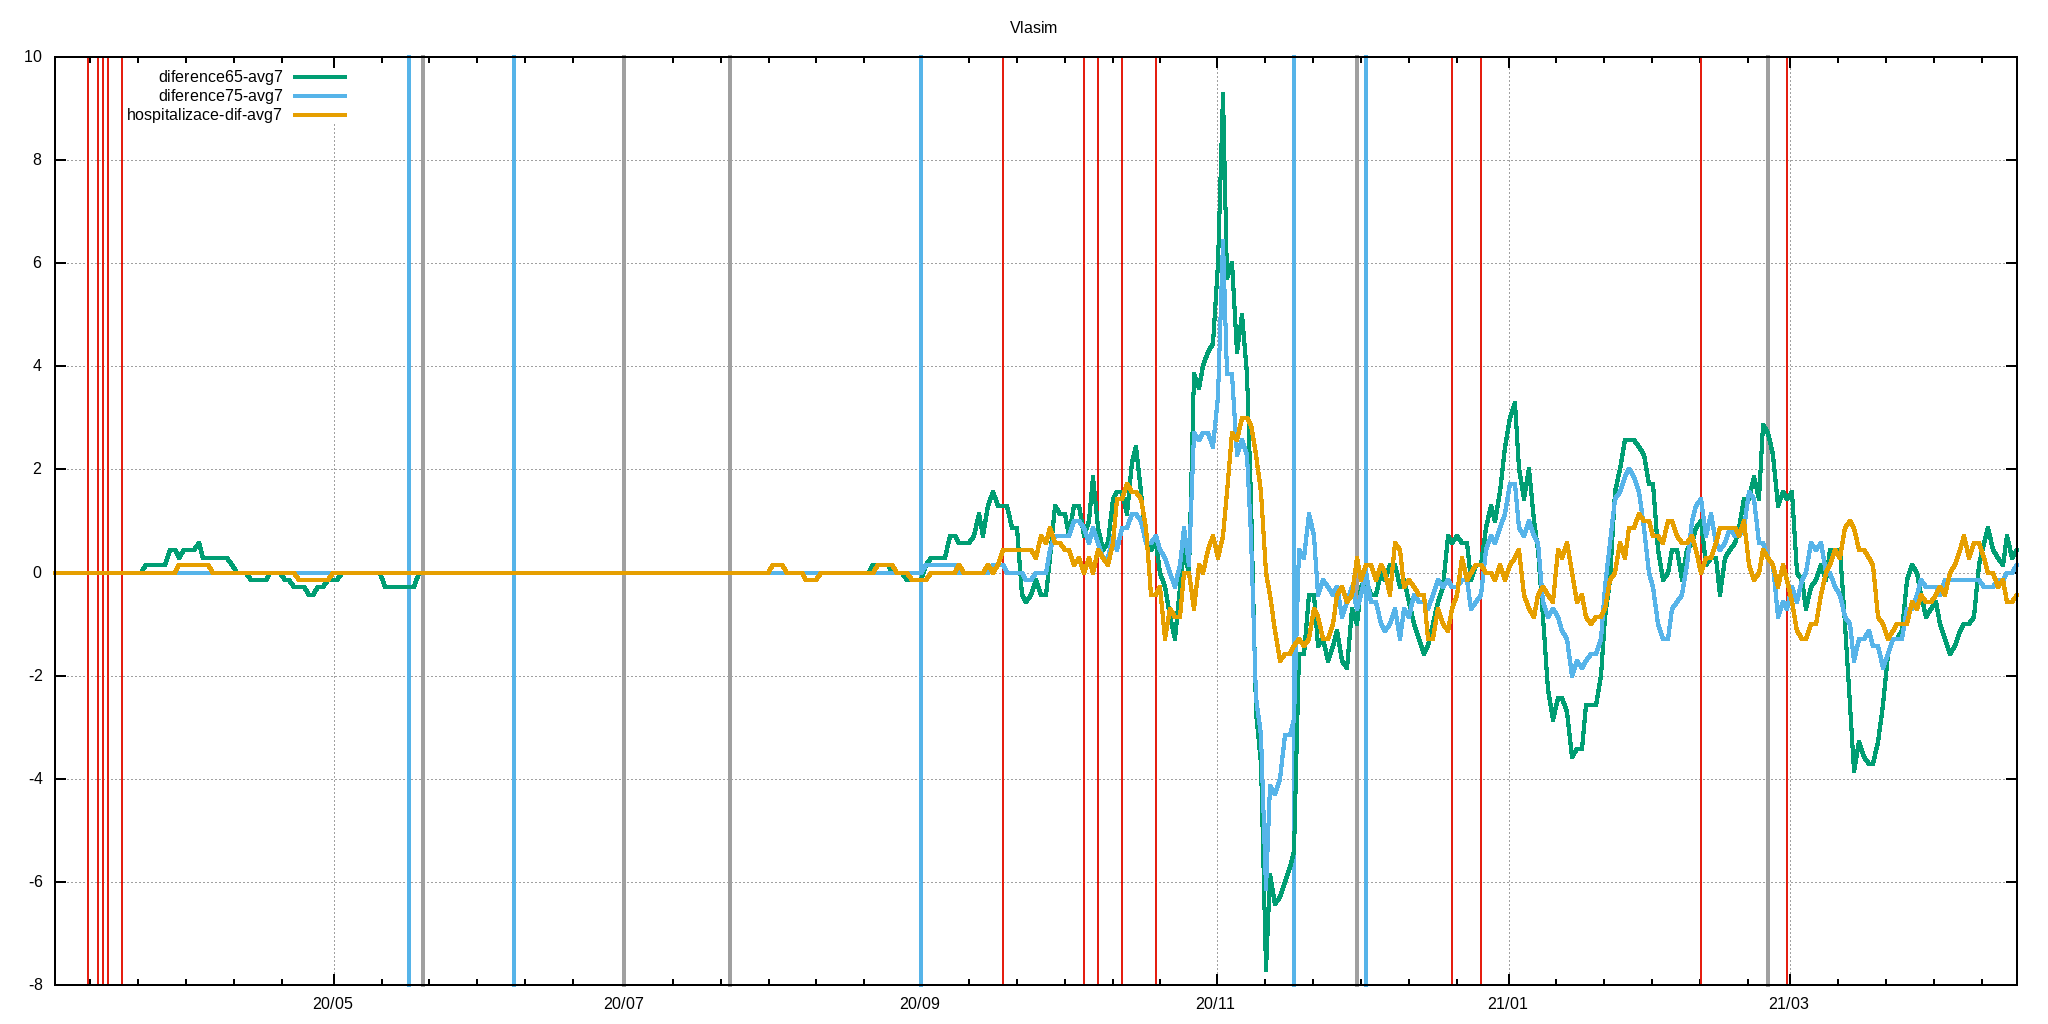 Vlasim
10
diference65-avg7
diference75-avg7
hospitalizace-dif-avg7
8
6
4
2
0
-2
-4
-6
-8
20/05 20/07 20/09 20/11 21/01 21/03